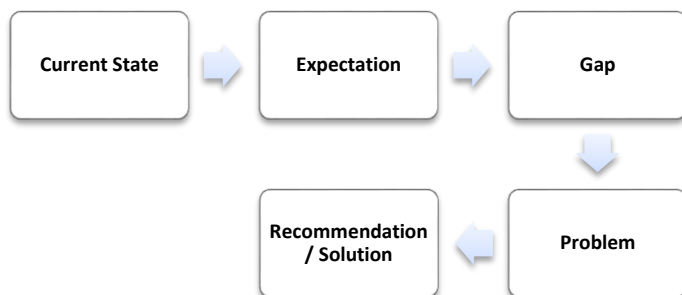 Current State
Expectation
Gap
Problem
Recommendation
/ Solution